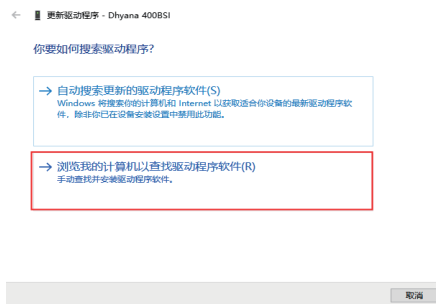 ← 更新驱动程序 - Dhyana 400BSI
你要如何搜索驱动程序?
→ 自动搜索更新的驱动程序软件(S)
Windows 将搜索你的计算机和 Internet 以获取适合你设备的最新驱动程序软
件，除非你已在设备安装设置中禁用此功能。
→ 浏览我的计算机以查找驱动程序软件(R)
手动查找并安装驱动程序软件。
取消